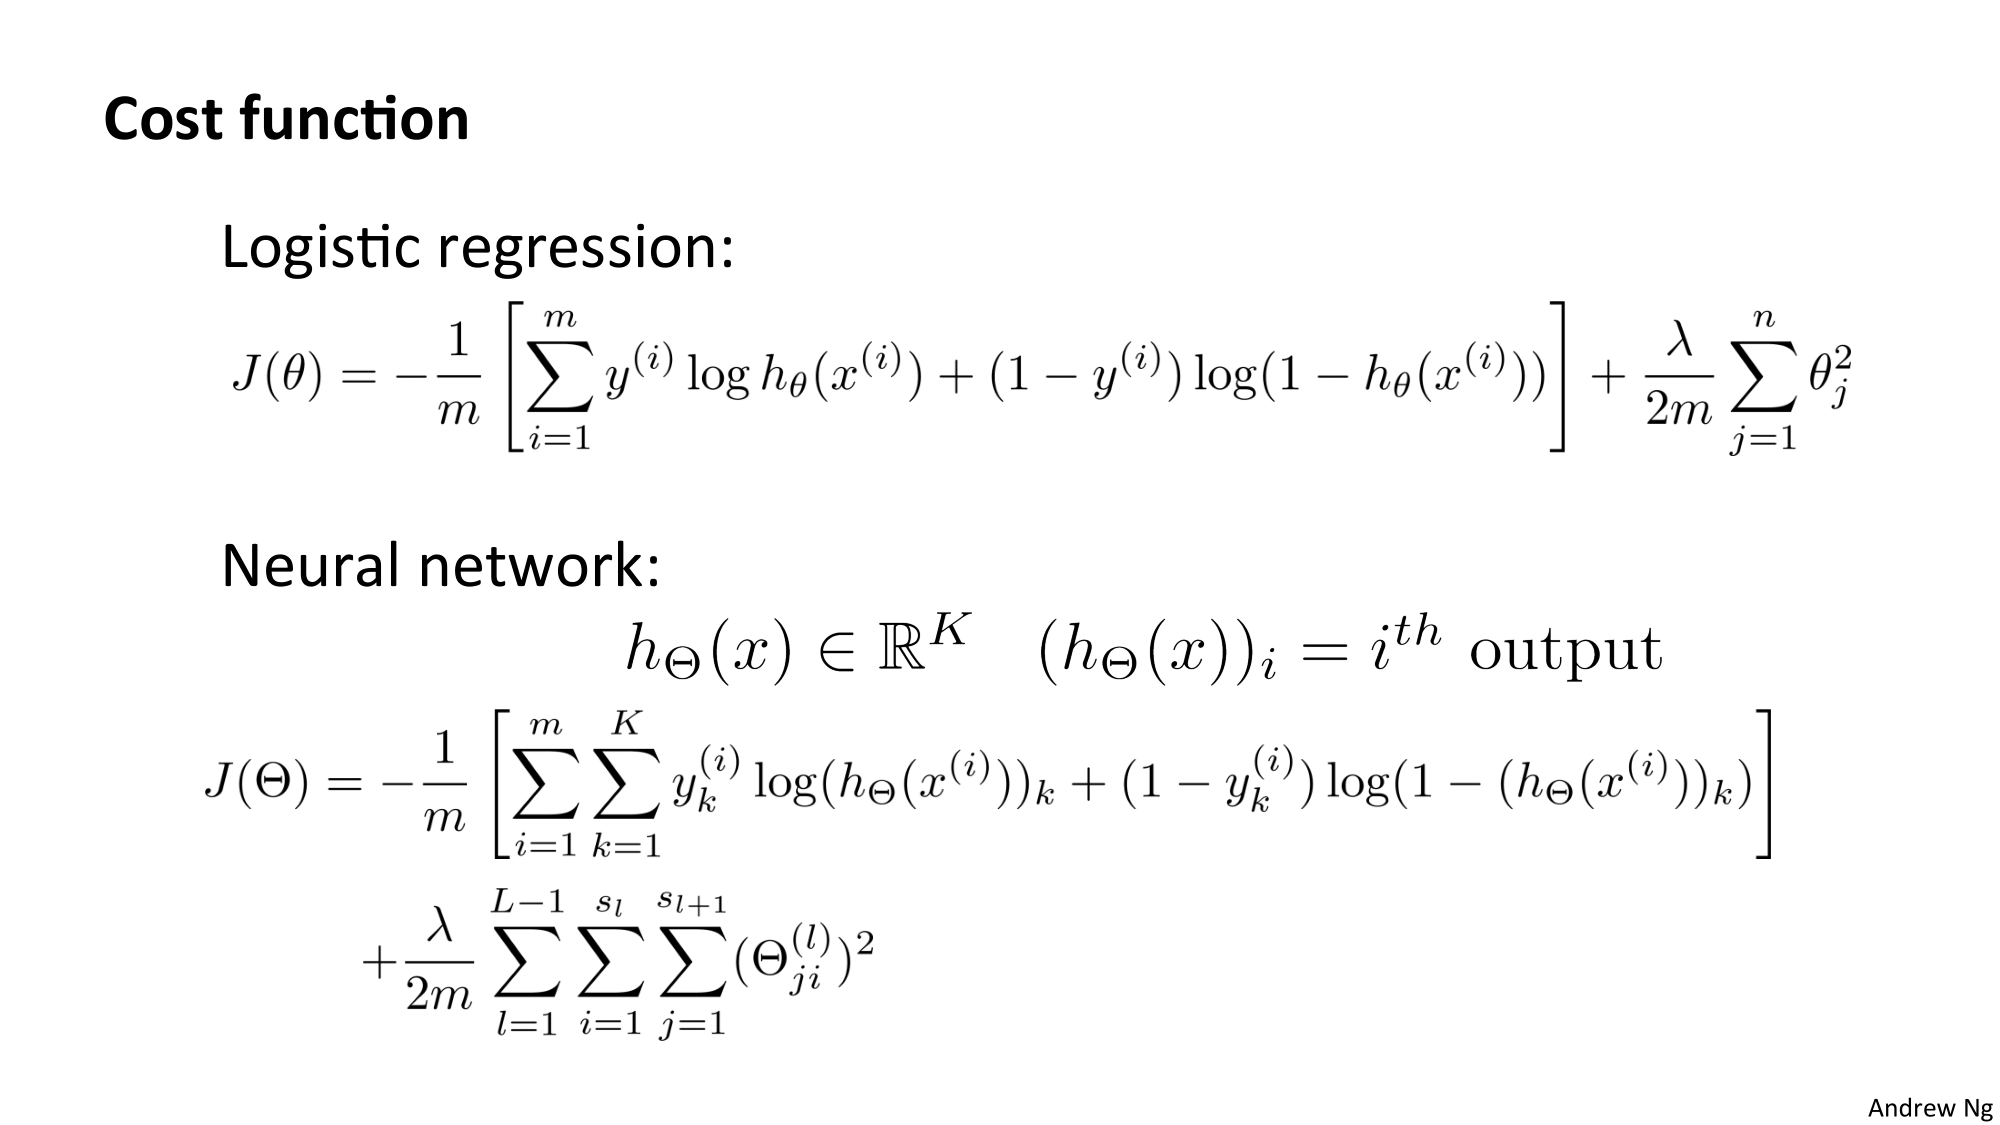 Cost function
Logistic regression:
$J(\theta) = -\frac{1}{m} \left[ \sum_{i=1}^{m} y^{(i)} \log h_\theta(x^{(i)}) + (1 - y^{(i)}) \log(1 - h_\theta(x^{(i)})) \right] + \frac{\lambda}{2m} \sum_{j=1}^{n} \theta_j^2$
Neural network:
$h_\Theta(x) \in \mathbb{R}^K \quad (h_\Theta(x))_i = i^{th} \text{ output}$
$J(\Theta) = -\frac{1}{m} \left[ \sum_{i=1}^{m} \sum_{k=1}^{K} y_k^{(i)} \log(h_\Theta(x^{(i)}))_k + (1 - y_k^{(i)}) \log(1 - (h_\Theta(x^{(i)}))_k) \right]$
$+ \frac{\lambda}{2m} \sum_{l=1}^{L-1} \sum_{i=1}^{s_l} \sum_{j=1}^{s_{l+1}} (\Theta_{ji}^{(l)})^2$
Andrew Ng